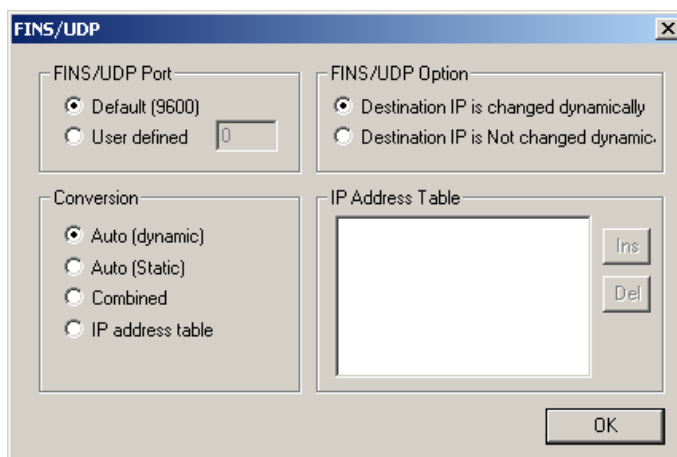 FINS/UDP
FINS/UDP Port
Default (9600)
User defined 0
FINS/UDP Option
Destination IP is changed dynamically
Destination IP is Not changed dynamic
Conversion
Auto (dynamic)
Auto (Static)
Combined
IP address table
IP Address Table
Ins
Del
OK